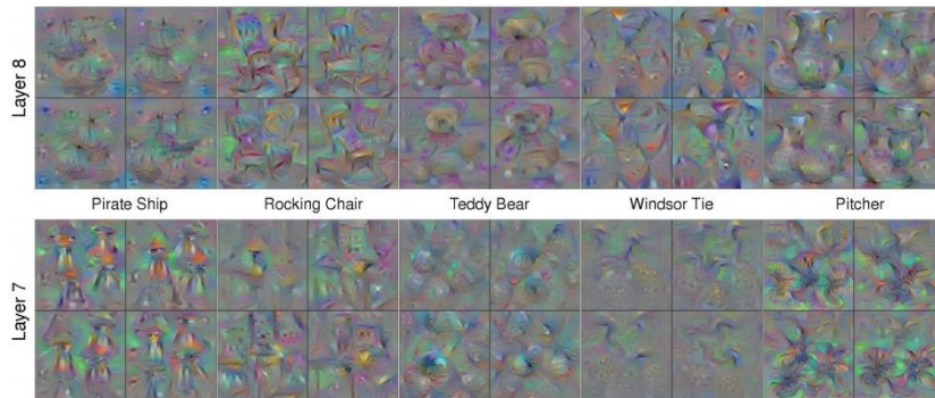 Layer 8
Pirate Ship
Rocking Chair
Teddy Bear
Windsor Tie
Pitcher
Layer 7